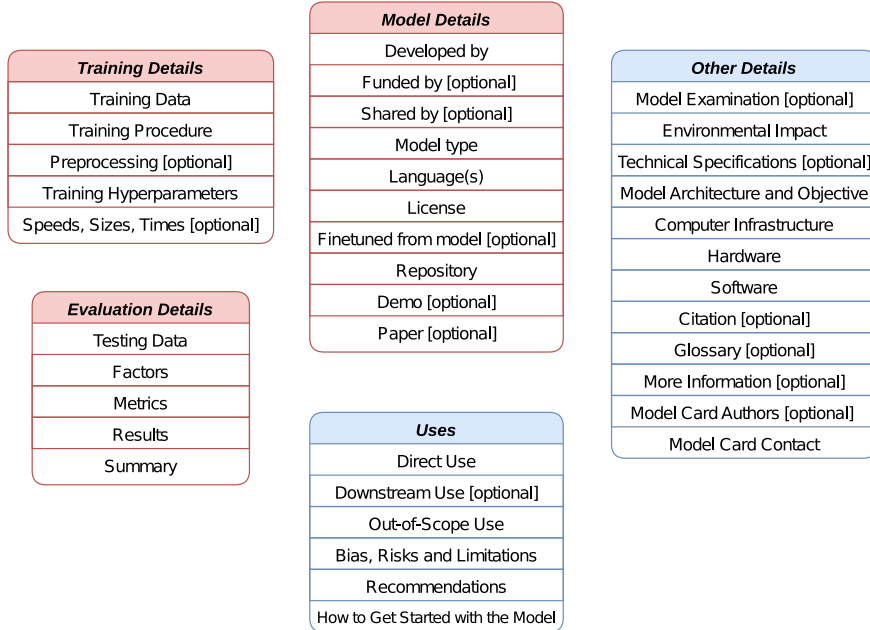 Training Details
Training Data
Training Procedure
Preprocessing [optional]
Training Hyperparameters
Speeds, Sizes, Times [optional]
Evaluation Details
Testing Data
Factors
Metrics
Results
Summary
Model Details
Developed by
Funded by [optional]
Shared by [optional]
Model type
Language(s)
License
Finetuned from model [optional]
Repository
Demo [optional]
Paper [optional]
Uses
Direct Use
Downstream Use [optional]
Out-of-Scope Use
Bias, Risks and Limitations
Recommendations
How to Get Started with the Model
Other Details
Model Examination [optional]
Environmental Impact
Technical Specifications [optional]
Model Architecture and Objective
Computer Infrastructure
Hardware
Software
Citation [optional]
Glossary [optional]
More Information [optional]
Model Card Authors [optional]
Model Card Contact